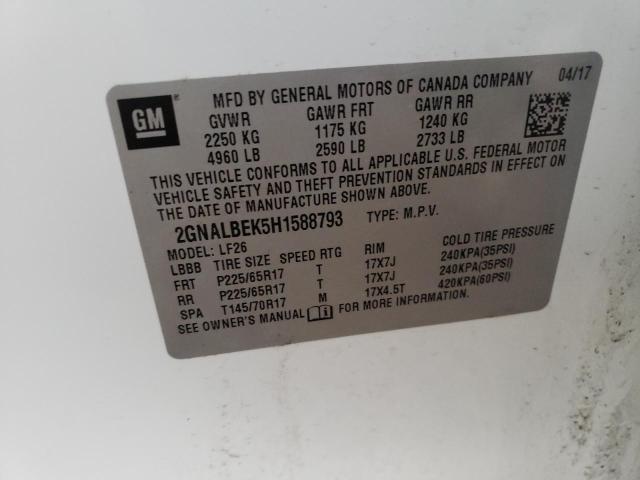 GM
MFD BY GENERAL MOTORS OF CANADA COMPANY 04/17
GVWR GAWR FRT GAWR RR
2250 KG 1175 KG 1240 KG
4960 LB 2590 LB 2733 LB
THIS VEHICLE CONFORMS TO ALL APPLICABLE U.S. FEDERAL MOTOR
VEHICLE SAFETY AND THEFT PREVENTION STANDARDS IN EFFECT ON
THE DATE OF MANUFACTURE SHOWN ABOVE.
2GNALBEK5H1588793 TYPE: M.P.V.
MODEL: LF26
LBBB TIRE SIZE SPEED RTG RIM COLD TIRE PRESSURE
FRT P225/65R17 T 17X7J 240KPA(35PSI)
RR P225/65R17 T 17X7J 240KPA(35PSI)
SPA T145/70R17 M 17X4.5T 420KPA(60PSI)
SEE OWNER'S MANUAL FOR MORE INFORMATION.